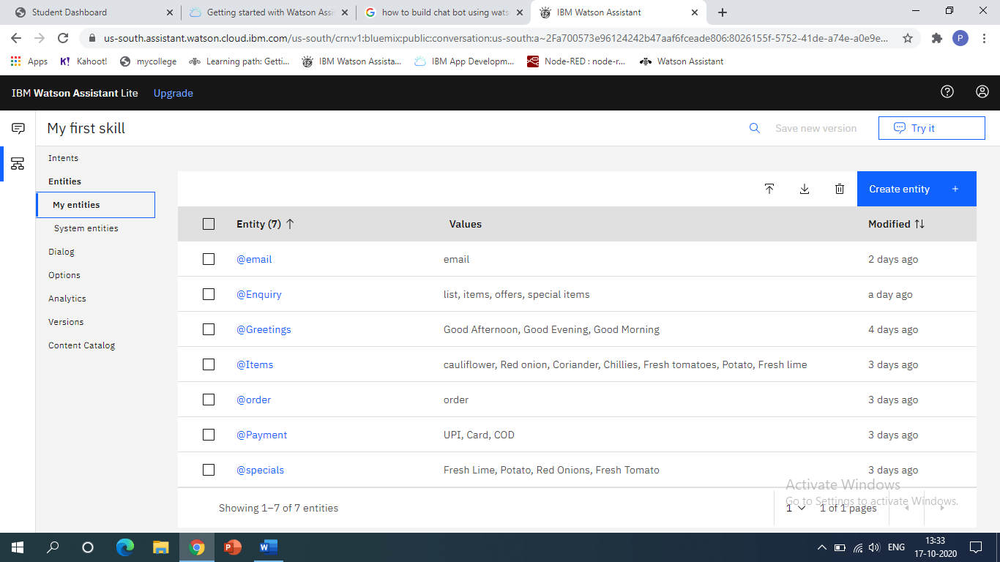 Student Dashboard
Getting started with Watson Assis
how to build chat bot using wats
IBM Watson Assistant
us-south.assistant.watson.cloud.ibm.com/us-south/crn:v1:bluemix:public:conversation:us-south:a~2Fa700573e96124242b47aaf6fceade806:8026155f-5752-41de-a74e-a0e9e...
P
Apps
K! Kahoot!
mycollege
Learning path: Getti...
IBM Watson Assista...
IBM App Developm...
Node-RED : node-r...
Watson Assistant
IBM Watson Assistant Lite
Upgrade
My first skill
Save new version
Try it
Intents
Entities
My entities
System entities
Dialog
Options
Analytics
Versions
Content Catalog
Create entity +
Entity (7) Values Modified
@email email 2 days ago
@Enquiry list, items, offers, special items a day ago
@Greetings Good Afternoon, Good Evening, Good Morning 4 days ago
@Items cauliflower, Red onion, Coriander, Chillies, Fresh tomatoes, Potato, Fresh lime 3 days ago
@order order 3 days ago
@Payment UPI, Card, COD 3 days ago
@specials Fresh Lime, Potato, Red Onions, Fresh Tomato 3 days ago
Activate Windows
Go to Settings to activate Windows.
Showing 1–7 of 7 entities
1
1 of 1 pages
ENG
13:33
17-10-2020